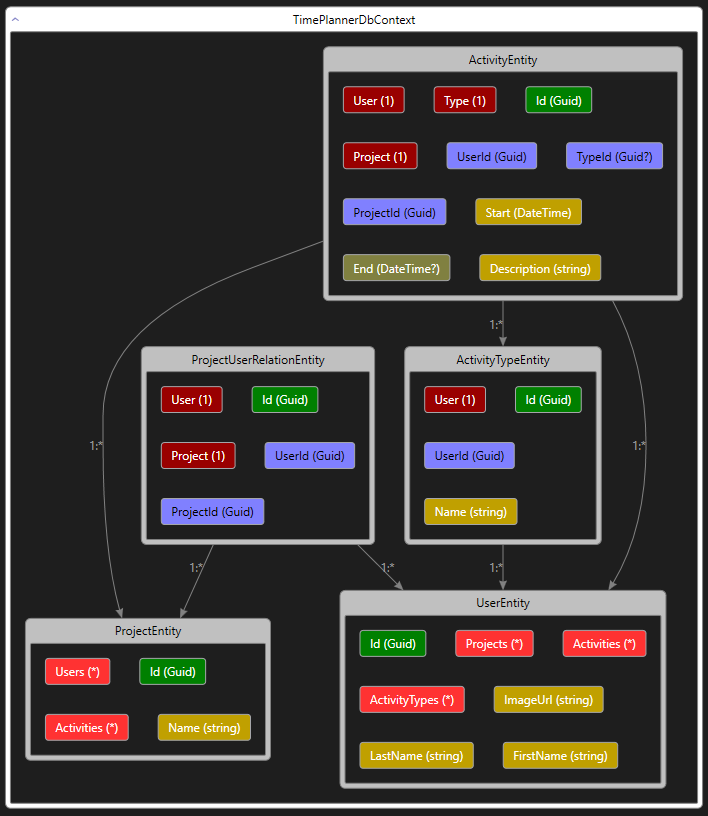 TimePlannerDbContext
ActivityEntity
User (1) Type (1) Id (Guid)
Project (1) UserId (Guid) TypeId (Guid?)
ProjectId (Guid) Start (DateTime)
End (DateTime?) Description (string)
1:*
ProjectUserRelationEntity
User (1) Id (Guid)
Project (1) UserId (Guid)
ProjectId (Guid)
ActivityTypeEntity
User (1) Id (Guid)
UserId (Guid)
Name (string)
1:*
1:*
1:*
1:*
1:*
ProjectEntity
Users (*) Id (Guid)
Activities (*) Name (string)
UserEntity
Id (Guid) Projects (*) Activities (*)
ActivityTypes (*) ImageUrl (string)
LastName (string) FirstName (string)